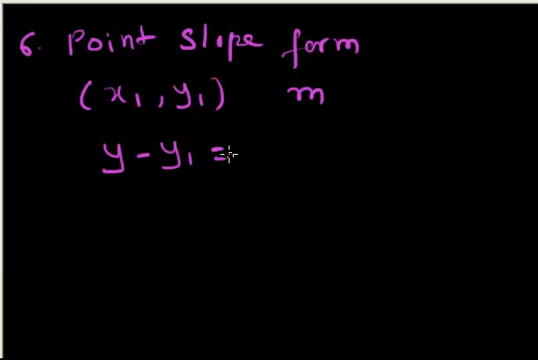 6. Point Slope form
(x₁, y₁) m
y - y₁ =